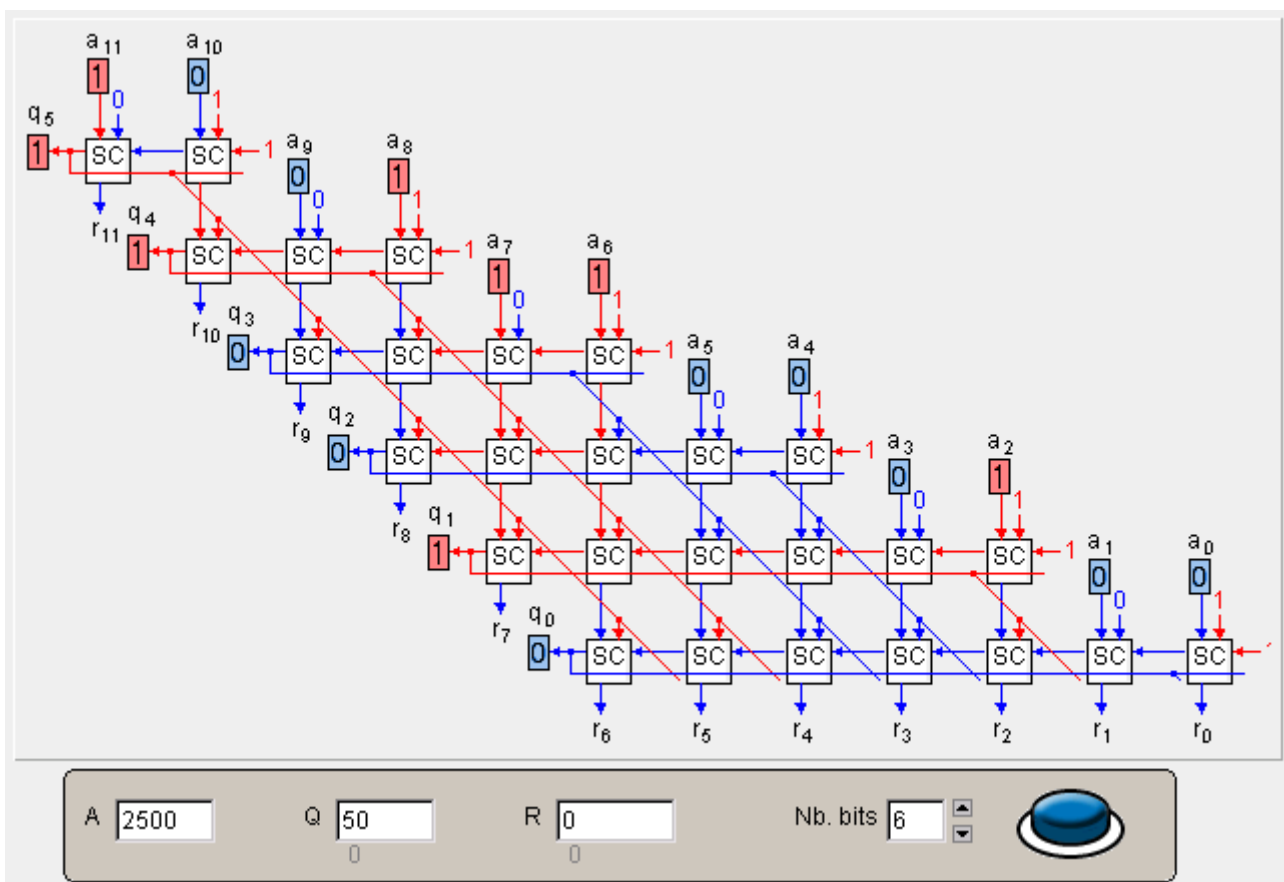 a11 a10
1 0
0 1
q5
1 SC SC 1
a9 a8
0 1
0 1
r11
q4
1 SC SC SC 1
a7 a6
1 1
0 1
r10
q3
0 SC SC SC SC 1
a5 a4
0 0
0 1
r9
q2
0 SC SC SC SC SC 1
a3 a2
0 1
0 1
r8
q1
1 SC SC SC SC SC SC 1
a1 a0
0 0
0 1
r7
q0
0 SC SC SC SC SC SC SC
r6 r5 r4 r3 r2 r1 r0
A 2500 Q 50 R 0 Nb. bits 6
0 0